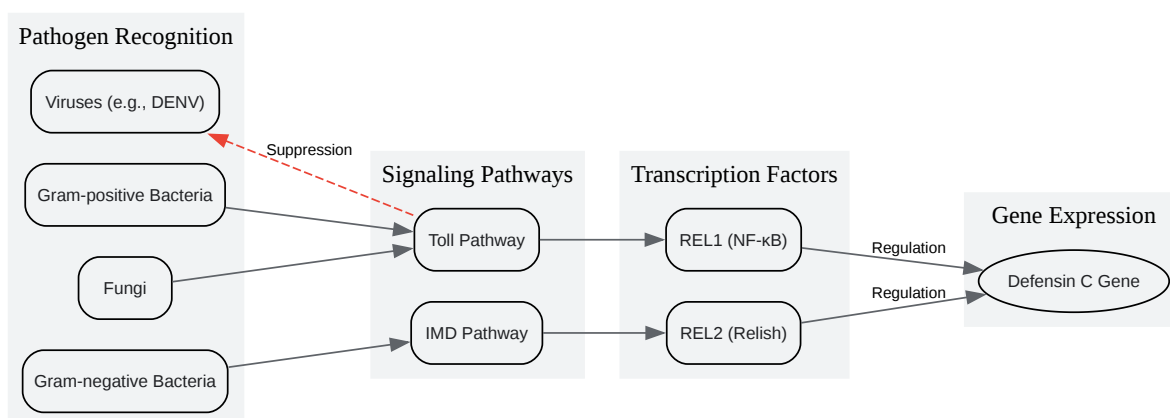 Pathogen Recognition
Viruses (e.g., DENV)
Gram-positive Bacteria
Fungi
Gram-negative Bacteria
Suppression
Signaling Pathways
Toll Pathway
IMD Pathway
Transcription Factors
REL1 (NF-κB)
REL2 (Relish)
Regulation
Regulation
Gene Expression
Defensin C Gene